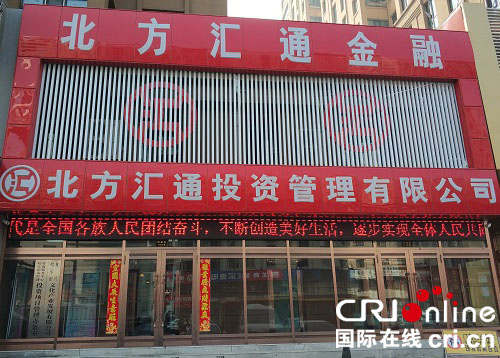 北方汇通金融
北方汇通投资管理有限公司
代是全国各族人民团结奋斗，不断创造美好生活，逐步实现全体人民共同
CRIonline
cri.cn
国际在线